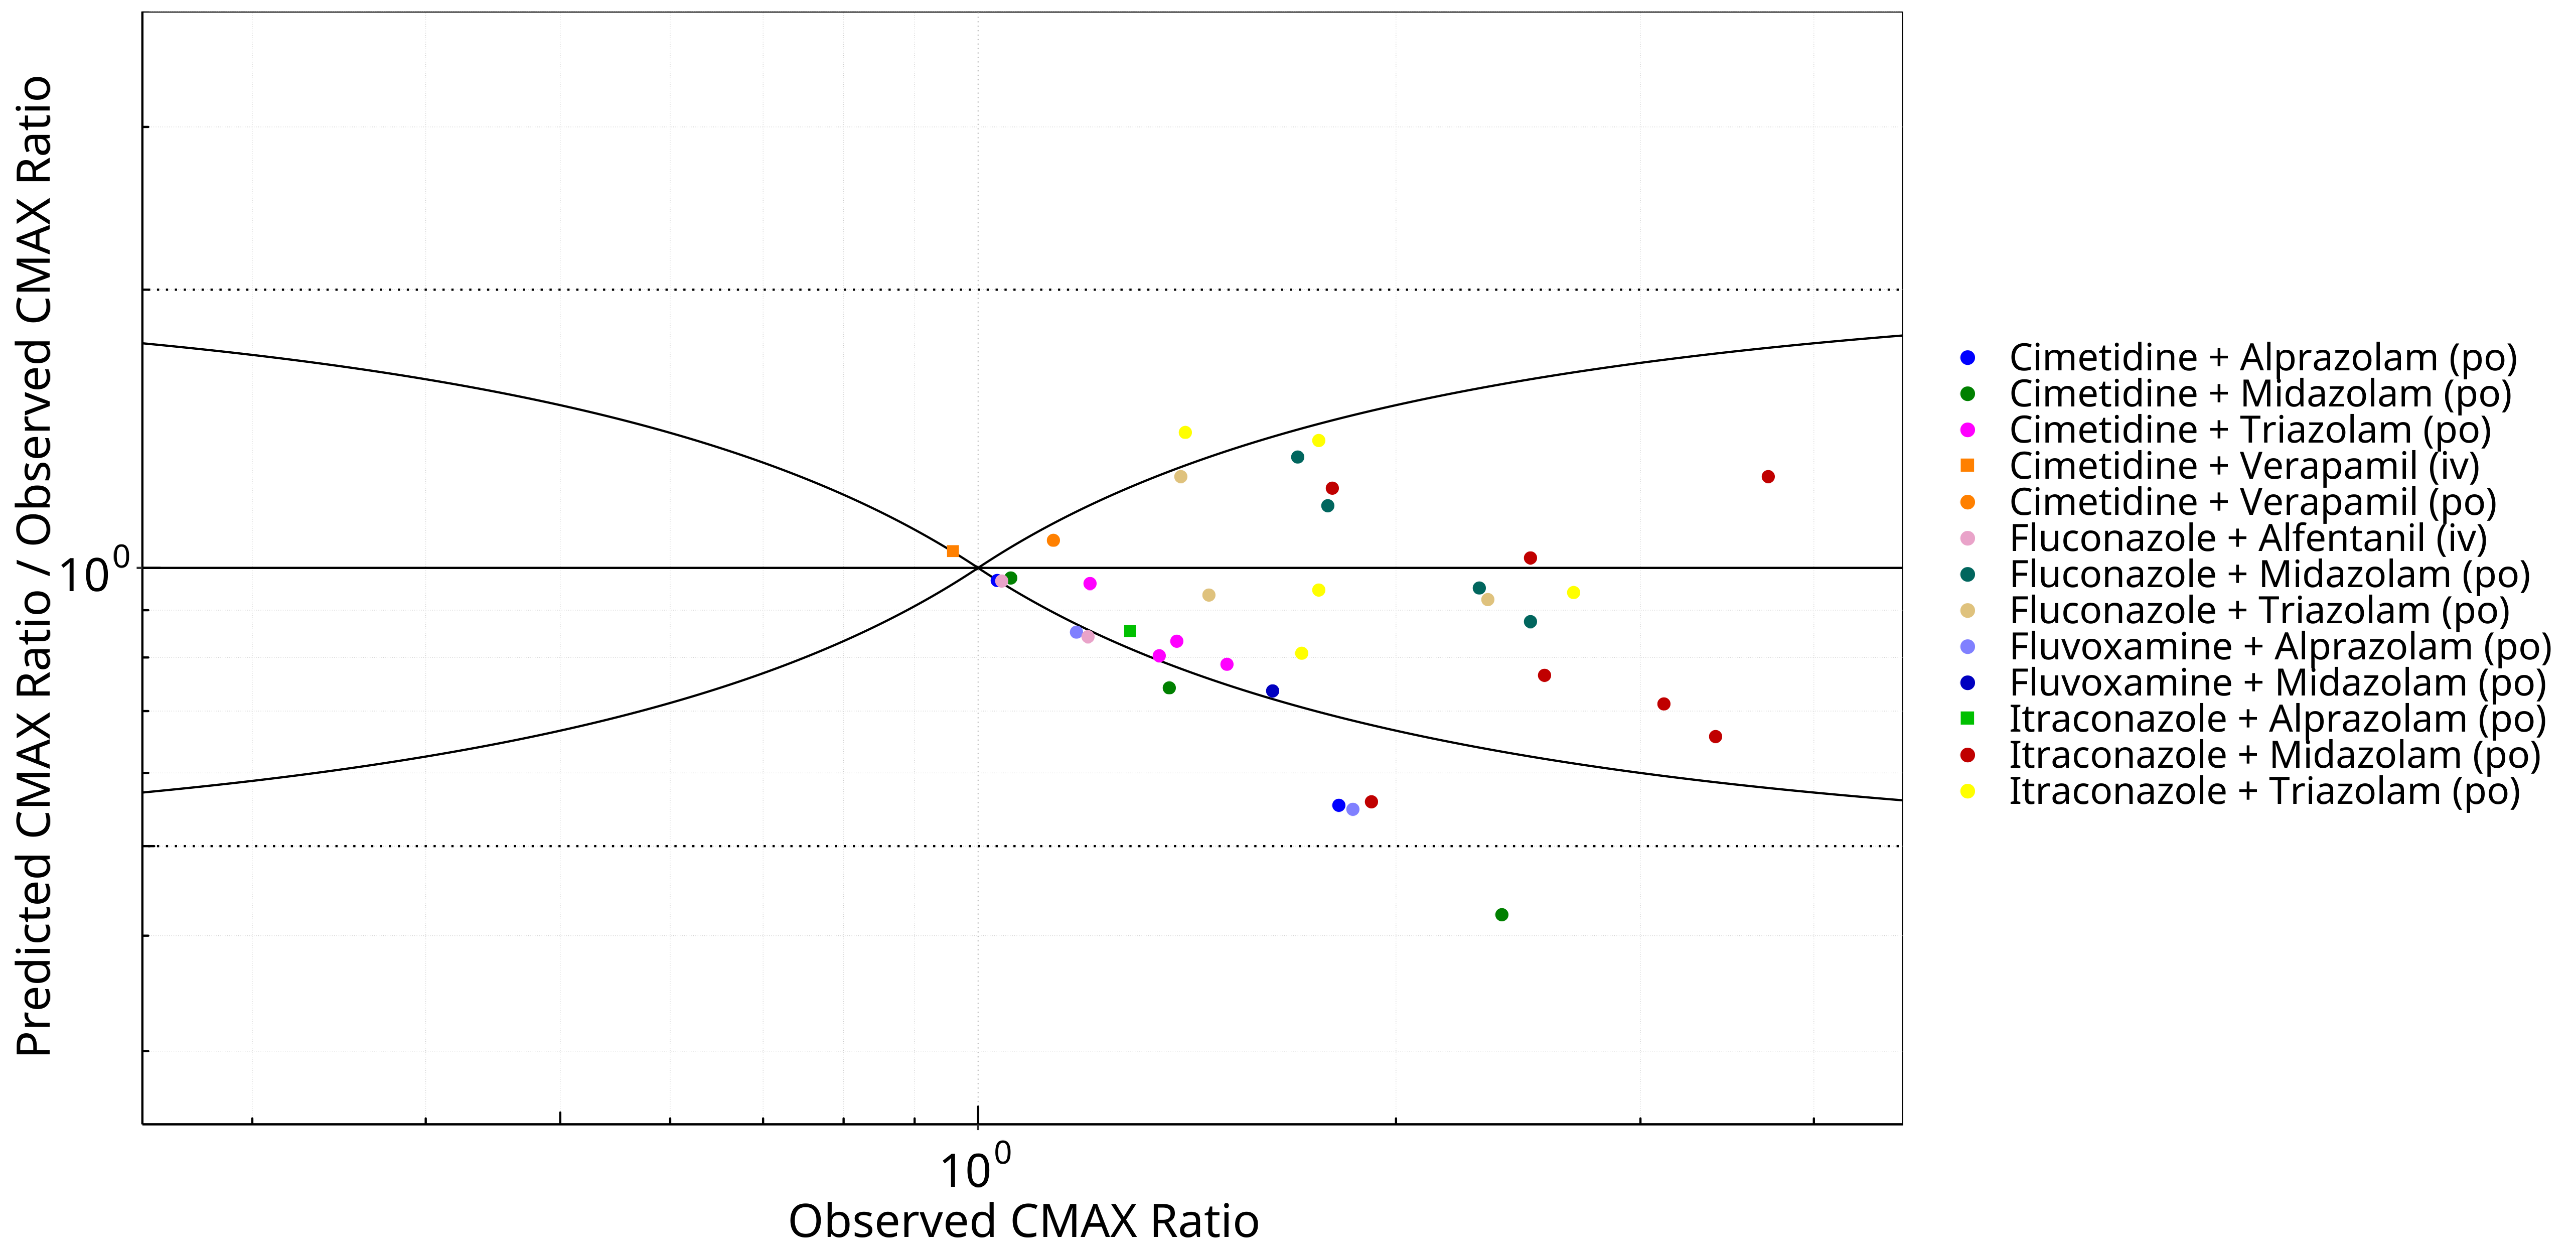 Predicted CMAX Ratio / Observed CMAX Ratio
10⁰
10⁰
Observed CMAX Ratio
Cimetidine + Alprazolam (po)
Cimetidine + Midazolam (po)
Cimetidine + Triazolam (po)
Cimetidine + Verapamil (iv)
Cimetidine + Verapamil (po)
Fluconazole + Alfentanil (iv)
Fluconazole + Midazolam (po)
Fluconazole + Triazolam (po)
Fluvoxamine + Alprazolam (po)
Fluvoxamine + Midazolam (po)
Itraconazole + Alprazolam (po)
Itraconazole + Midazolam (po)
Itraconazole + Triazolam (po)